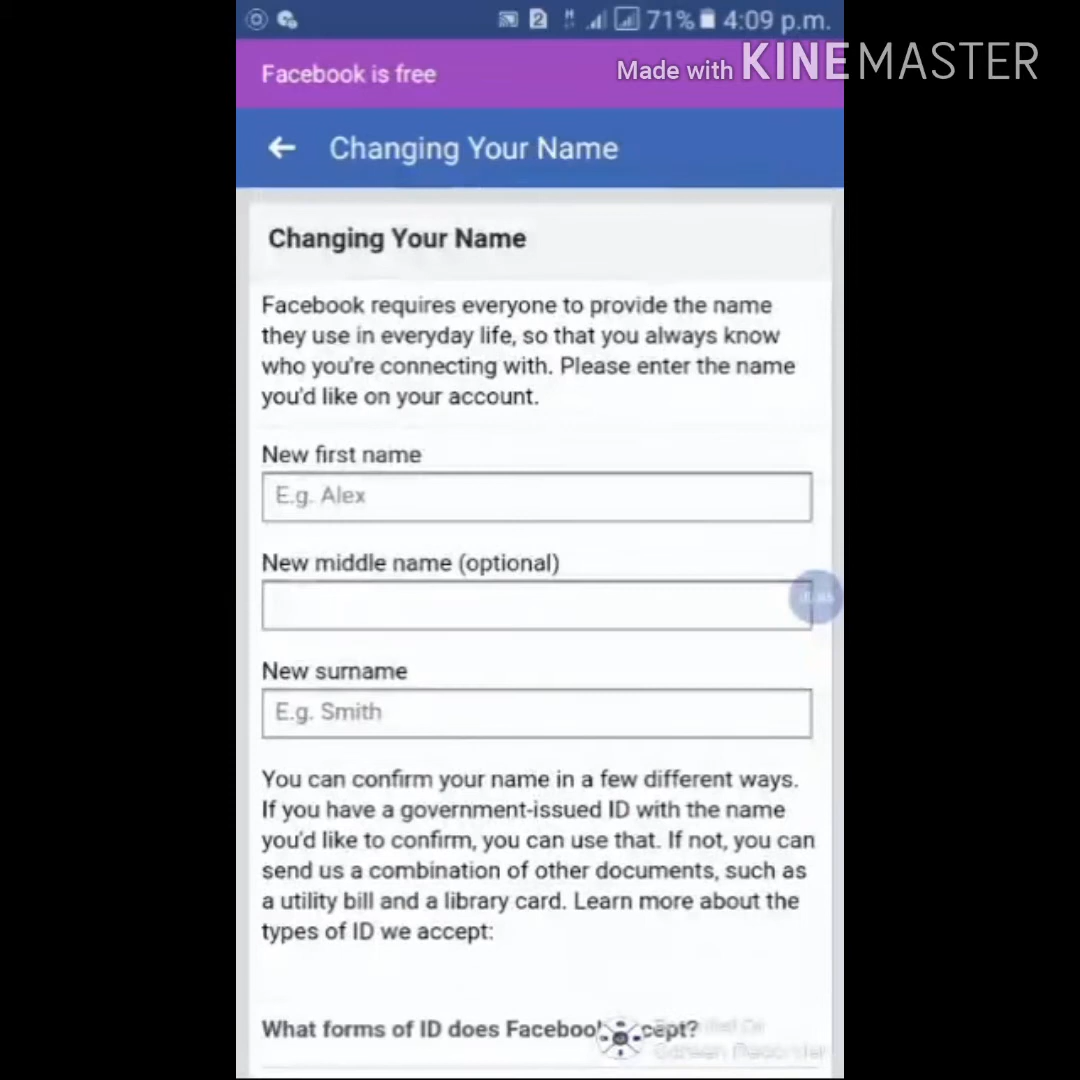 71% 4:09 p.m.
Facebook is free
Made with KINEMASTER
Changing Your Name
Changing Your Name
Facebook requires everyone to provide the name
they use in everyday life, so that you always know
who you're connecting with. Please enter the name
you'd like on your account.
New first name
E.g. Alex
New middle name (optional)
New surname
E.g. Smith
You can confirm your name in a few different ways.
If you have a government-issued ID with the name
you'd like to confirm, you can use that. If not, you can
send us a combination of other documents, such as
a utility bill and a library card. Learn more about the
types of ID we accept:
What forms of ID does Facebook accept?
Screen Recorder